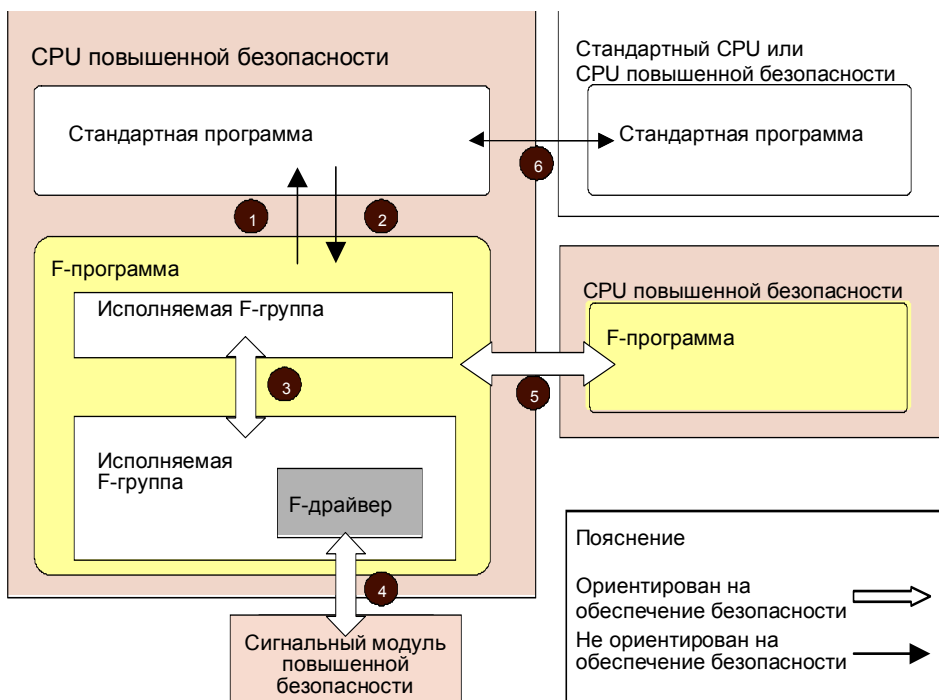 CPU повышенной безопасности
Стандартная программа
1
2
F-программа
Исполняемая F-группа
3
Исполняемая
F-группа
F-драйвер
4
Сигнальный модуль
повышенной
безопасности
Стандартный CPU или
CPU повышенной безопасности
Стандартная программа
6
CPU повышенной безопасности
F-программа
5
Пояснение
Ориентирован на
обеспечение безопасности
Не ориентирован на
обеспечение безопасности